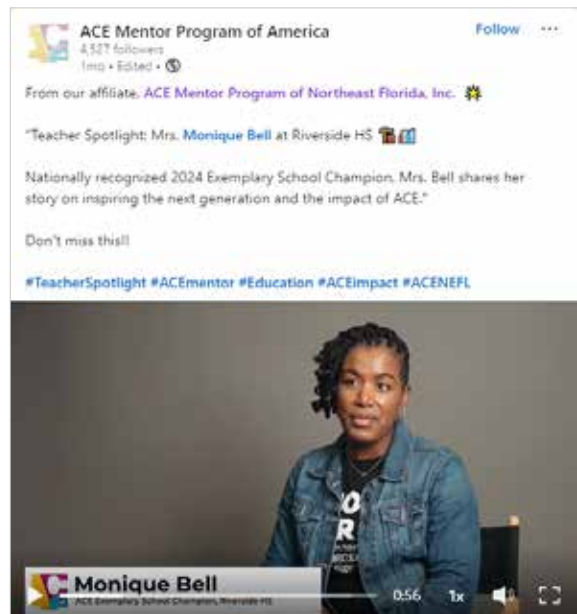 ACE Mentor Program of America
Follow
4,527 followers
1mo • Edited •
From our affiliate, ACE Mentor Program of Northeast Florida, Inc.
"Teacher Spotlight: Mrs. Monique Bell at Riverside HS
Nationally recognized 2024 Exemplary School Champion. Mrs. Bell shares her
story on inspiring the next generation and the impact of ACE."
Don't miss this!!
#TeacherSpotlight #ACEmentor #Education #ACEimpact #ACENEFL
Monique Bell
ACE Exemplary School Champion, Riverside HS
0:56 1x